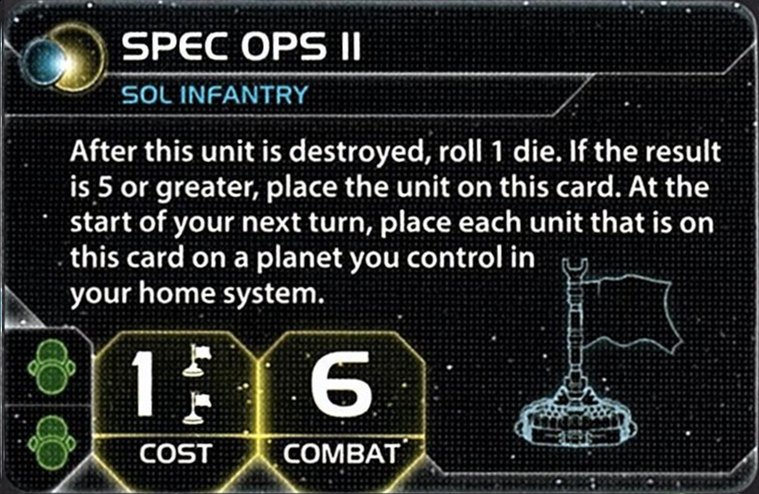 SPEC OPS II
SOL INFANTRY
After this unit is destroyed, roll 1 die. If the result
is 5 or greater, place the unit on this card. At the
start of your next turn, place each unit that is on
this card on a planet you control in
your home system.
1
COST
6
COMBAT